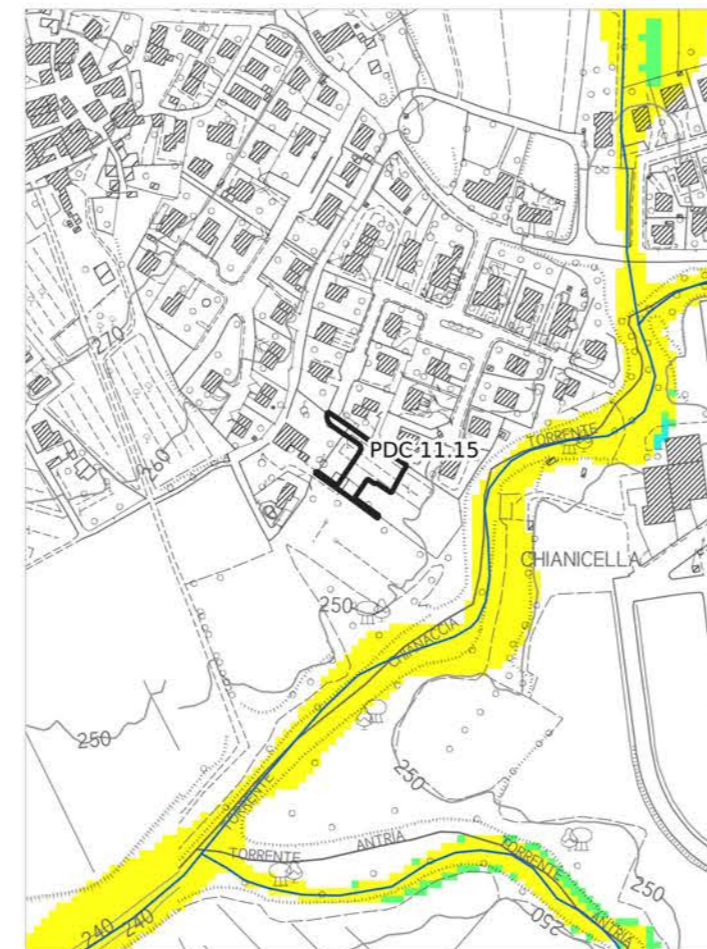 270
260
PDC 11.15
TORRENTE
CHIANICELLA
250
CHIANACCIA
250
250
TORRENTE
ANTRIA
TORRENTE
TORRENTE
250
240
240
250
ANTRIA